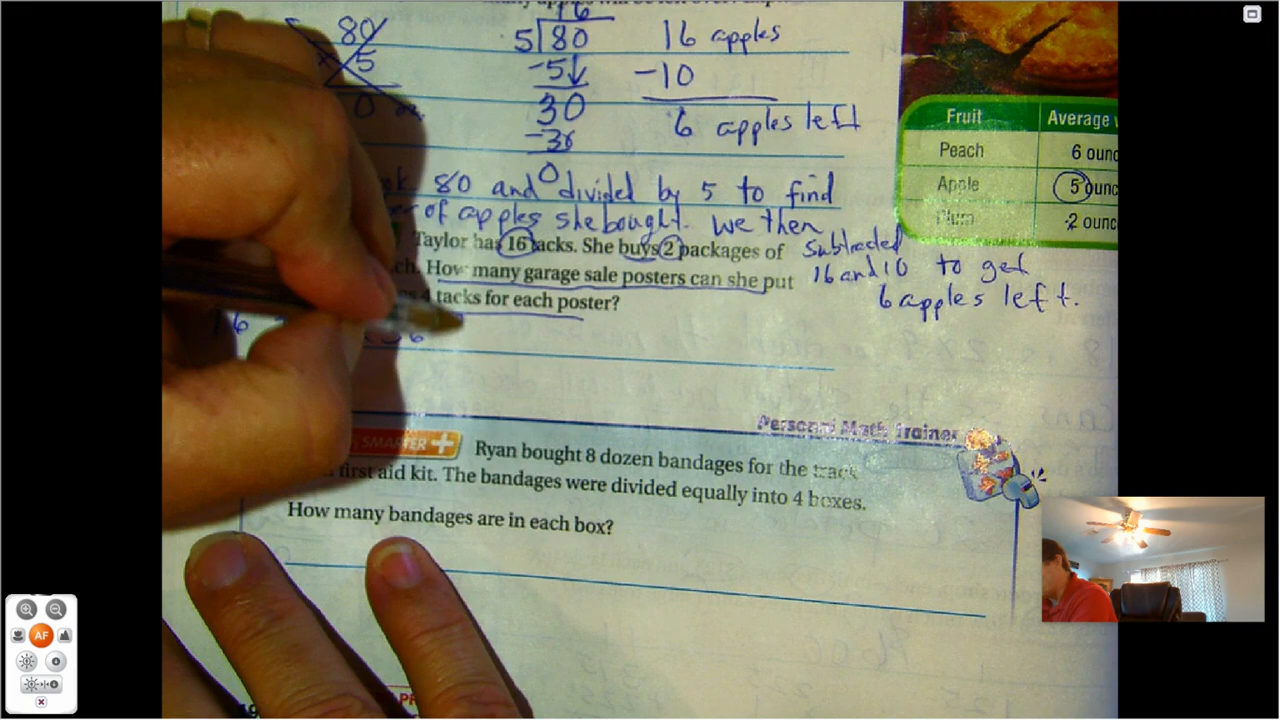 16
80
5
5|80
16 apples
-5
-10
0
30
6 apples left
-30
0
Fruit
Average
Peach
6 ounc
Apple
5 ounc
Plum
2 ounc
80 and divided by 5 to find
of apples she bought. We then
Subtracted
16 and 10 to get
6 apples left.
Taylor has 16 tacks. She buys 2 packages of
ch. How many garage sale posters can she put
4 tacks for each poster?
16
Personal Math Trainer
SMARTER +
Ryan bought 8 dozen bandages for the track
first aid kit. The bandages were divided equally into 4 boxes.
How many bandages are in each box?
AF